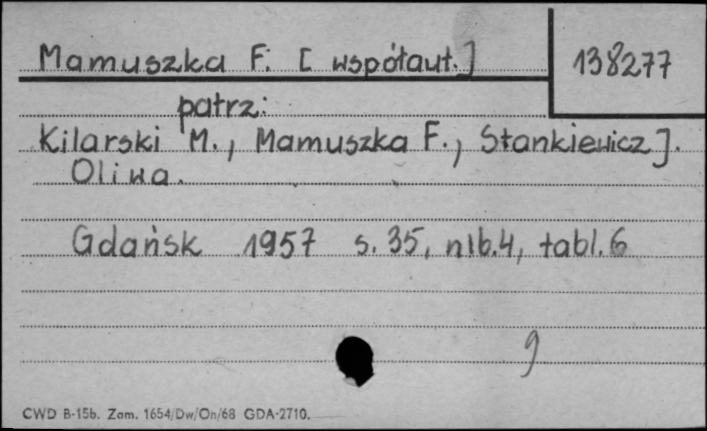 Mamuszka F. [współaut.]
138277
patrz:
Kilarski M., Mamuszka F., Stankiewicz J.
Oliwa.
Gdańsk 1957 s. 35, nlb. 4, tabl. 6
9
CWD B-15b. Zam. 1654/Dw/On/68 GDA-2710.